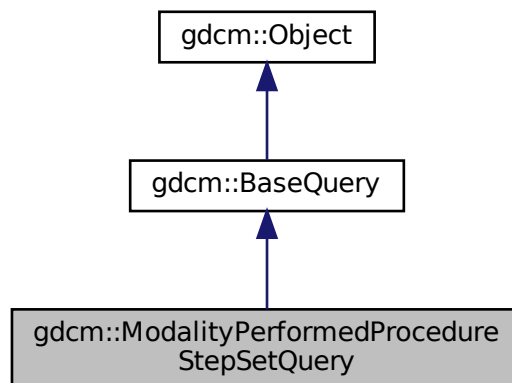 gdcm::Object
gdcm::BaseQuery
gdcm::ModalityPerformedProcedure
StepSetQuery